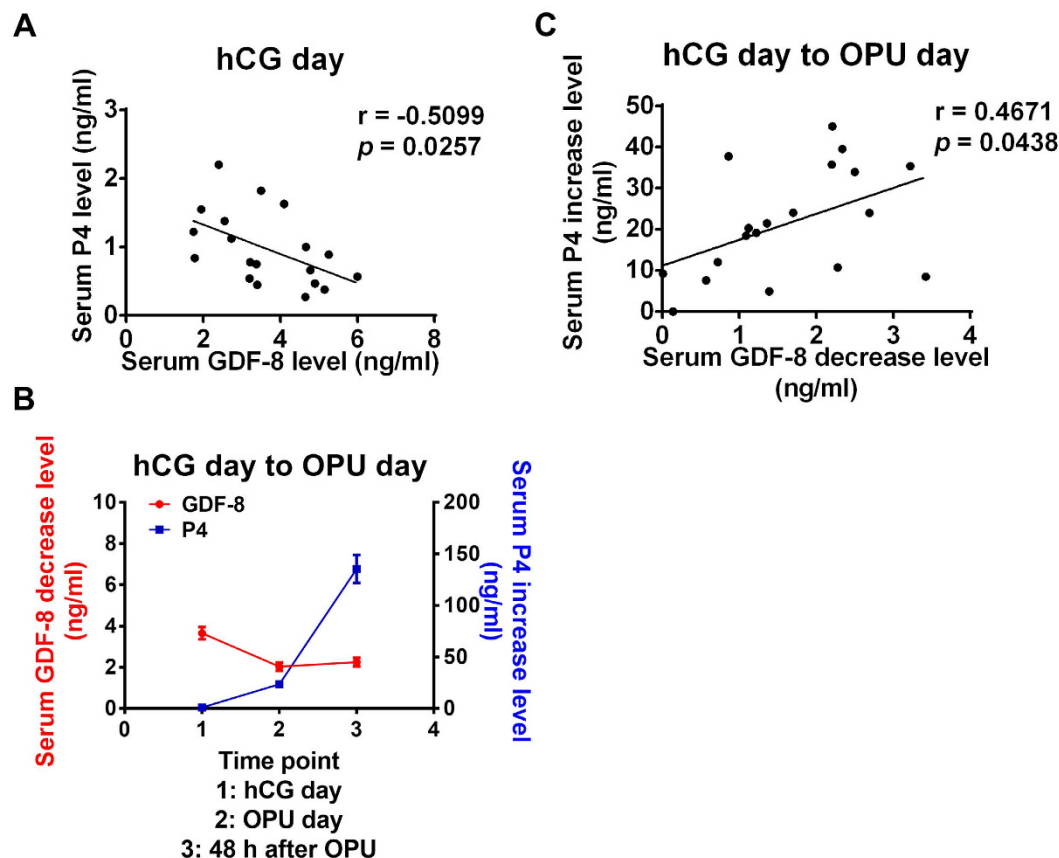 A
hCG day
r = -0.5099
p = 0.0257
Serum P4 level (ng/ml)
3
2
1
0
0 2 4 6 8
Serum GDF-8 level (ng/ml)
C
hCG day to OPU day
r = 0.4671
p = 0.0438
Serum P4 increase level
(ng/ml)
50
40
30
20
10
0
0 1 2 3 4
Serum GDF-8 decrease level
(ng/ml)
B
hCG day to OPU day
Serum GDF-8 decrease level
(ng/ml)
10
8
6
4
2
0
GDF-8
P4
200
150
100
50
0
Serum P4 increase level
(ng/ml)
0 1 2 3 4
Time point
1: hCG day
2: OPU day
3: 48 h after OPU